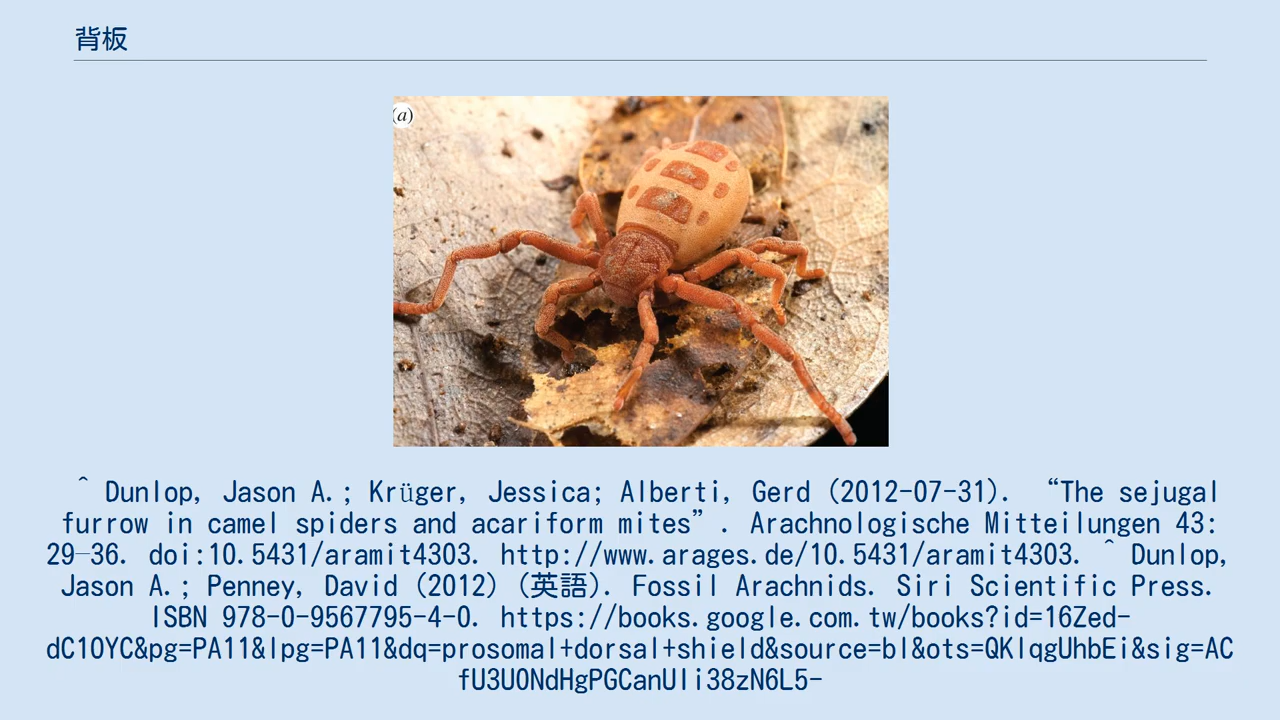 背板
(a)
＾ Dunlop, Jason A.; Krüger, Jessica; Alberti, Gerd (2012-07-31). “The sejugal
furrow in camel spiders and acariform mites”. Arachnologische Mitteilungen 43:
29–36. doi:10.5431/aramit4303. http://www.arages.de/10.5431/aramit4303. ＾ Dunlop,
Jason A.; Penney, David (2012) (英語). Fossil Arachnids. Siri Scientific Press.
ISBN 978-0-9567795-4-0. https://books.google.com.tw/books?id=16Zed-
dC1OYC&pg=PA11&lpg=PA11&dq=prosomal+dorsal+shield&source=bl&ots=QKlqgUhbEi&sig=AC
fU3U0NdHgPGCanUli38zN6L5-